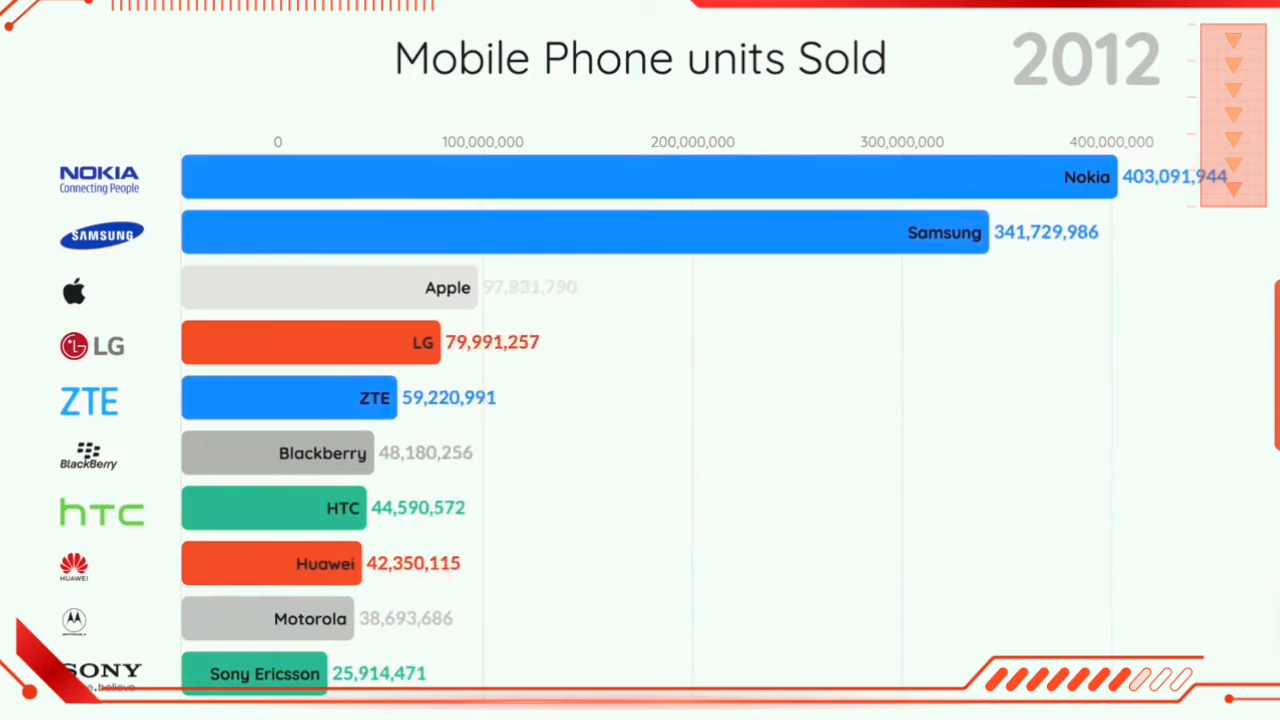 Mobile Phone units Sold
2012
0 100,000,000 200,000,000 300,000,000 400,000,000
NOKIA
Connecting People
Nokia 403,091,944
SAMSUNG
Samsung 341,729,986
Apple 97,831,790
LG
LG 79,991,257
ZTE
ZTE 59,220,991
BlackBerry
Blackberry 48,180,256
hTC
HTC 44,590,572
HUAWEI
Huawei 42,350,115
MOTOROLA
Motorola 38,693,686
SONY
.believe
Sony Ericsson 25,914,471